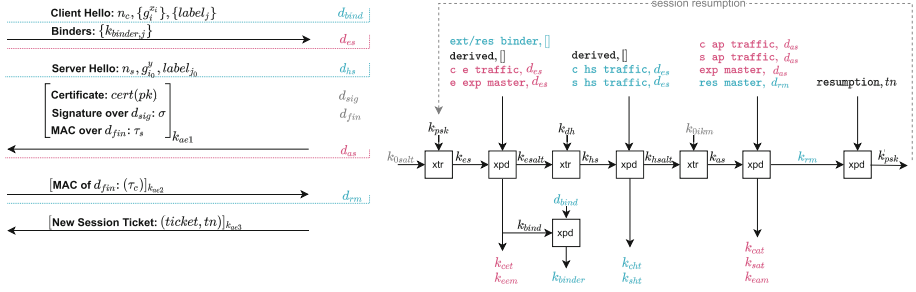 Client Hello: n_c, {g_i^{x_i}}, {label_j}
d_bind
Binders: {k_{binder,j}}
d_es
Server Hello: n_s, g_{i_0}^y, label_{j_0}
d_hs
Certificate: cert(pk)
d_sig
Signature over d_sig: σ
d_fin
MAC over d_fin: τ_s
k_ae1
d_as
[MAC of d_fin: (τ_c)]_{k_ae2}
d_rm
[New Session Ticket: (ticket, tn)]_{k_ae3}
session resumption
ext/res binder, []
derived, []
c e traffic, d_es
e exp master, d_es
derived, []
c hs traffic, d_hs
s hs traffic, d_hs
c ap traffic, d_as
s ap traffic, d_as
exp master, d_as
res master, d_rm
resumption, tn
k_psk
k_dh
k_0ikm
k_0salt
xtr
k_es
xpd
k_esalt
xtr
k_hs
xpd
k_hsalt
xtr
k_as
xpd
k_rm
xpd
k_psk
d_bind
k_bind
xpd
k_cet
k_eem
k_binder
k_cht
k_sht
k_cat
k_sat
k_eam